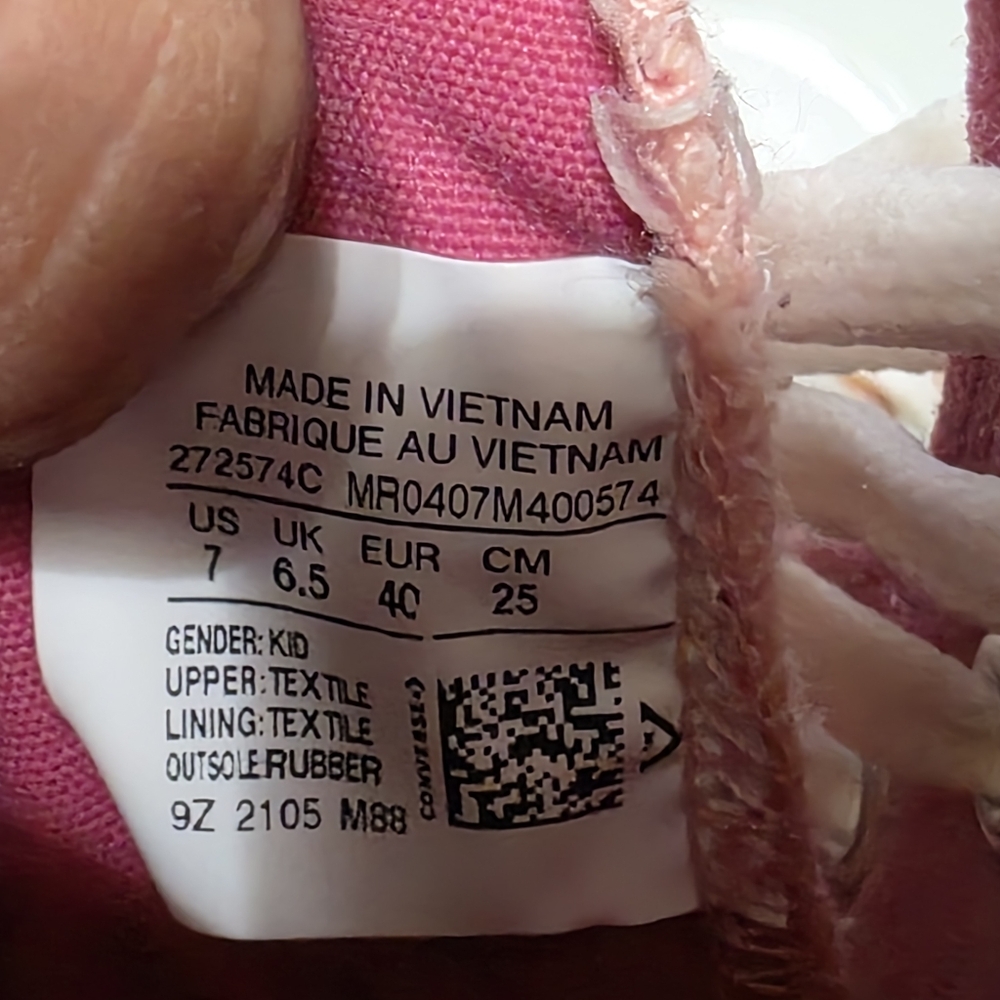 MADE IN VIETNAM
FABRIQUE AU VIETNAM
272574C MR0407M400574
US UK EUR CM
7 6.5 40 25
GENDER: KID
UPPER: TEXTILE
LINING: TEXTILE
OUTSOLE: RUBBER
9Z 2105 M88
CONVERSE